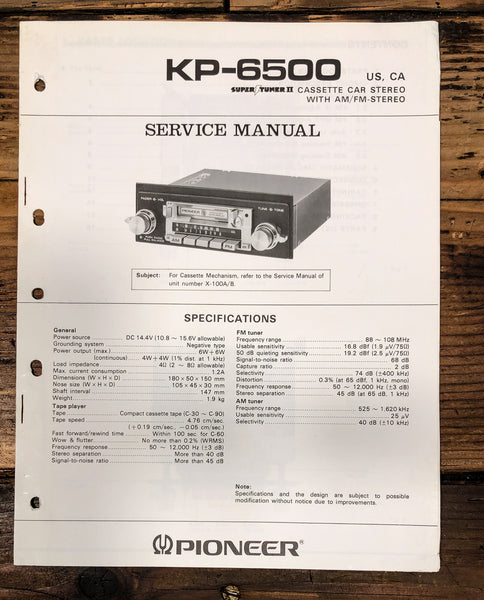 KP-6500 US, CA
SUPER TUNER II CASSETTE CAR STEREO
WITH AM/FM-STEREO
SERVICE MANUAL
Subject: For Cassette Mechanism, refer to the Service Manual of
unit number X-100A/B.
SPECIFICATIONS
General
Power source DC 14.4V (10.8 ~ 15.6V allowable)
Grounding system Negative type
Power output (max.) 6W+6W
(continuous) 4W+4W (1% dist. at 1 kHz)
Load impedance 4Ω (2 ~ 8Ω allowable)
Max. current consumption 1.2A
Dimensions (W × H × D) 180 × 50 × 150 mm
Nose size (W × H × D) 105 × 45 × 30 mm
Shaft interval 147 mm
Weight 1.9 kg
Tape player
Tape Compact cassette tape (C-30 ~ C-90)
Tape speed 4.76 cm/sec.
(+0.19 cm/sec. −0.05 cm/sec.)
Fast forward/rewind time Within 100 sec for C-60
Wow & flutter No more than 0.2% (WRMS)
Frequency response 50 ~ 12,000 Hz (±3 dB)
Stereo separation More than 40 dB
Signal-to-noise ratio More than 45 dB
FM tuner
Frequency range 88 ~ 108 MHz
Usable sensitivity 16.8 dBf (1.9 μV/75Ω)
50 dB quieting sensitivity 19.2 dBf (2.5 μV/75Ω)
Signal-to-noise ratio 68 dB
Capture ratio 2 dB
Selectivity 74 dB (±400 kHz)
Distortion 0.3% (at 65 dBf, 1 kHz, mono)
Frequency response 30 ~ 12,000 Hz (±3 dB)
Stereo separation 45 dB (at 65 dB, 1 kHz)
AM tuner
Frequency range 525 ~ 1,620 kHz
Usable sensitivity 25 μV
Selectivity 40 dB (±10 kHz)
Note:
Specifications and the design are subject to possible
modification without notice due to improvements.
PIONEER®